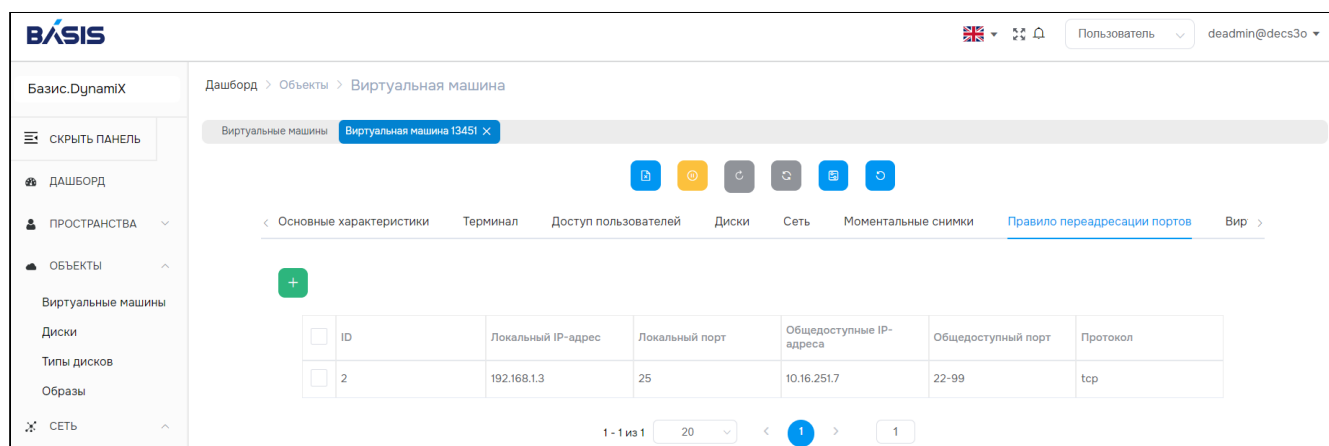 BASIS
Пользователь
deadmin@decs3o
Базис.DynamiX
Дашборд > Объекты > Виртуальная машина
СКРЫТЬ ПАНЕЛЬ
Виртуальные машины
Виртуальная машина 13451 ×
ДАШБОРД
ПРОСТРАНСТВА
ОБЪЕКТЫ
Виртуальные машины
Диски
Типы дисков
Образы
СЕТЬ
< Основные характеристики Терминал Доступ пользователей Диски Сеть Моментальные снимки Правило переадресации портов Вир >
+
ID Локальный IP-адрес Локальный порт Общедоступные IP-
адреса Общедоступный порт Протокол
2 192.168.1.3 25 10.16.251.7 22-99 tcp
1 - 1 из 1 20 < 1 > 1